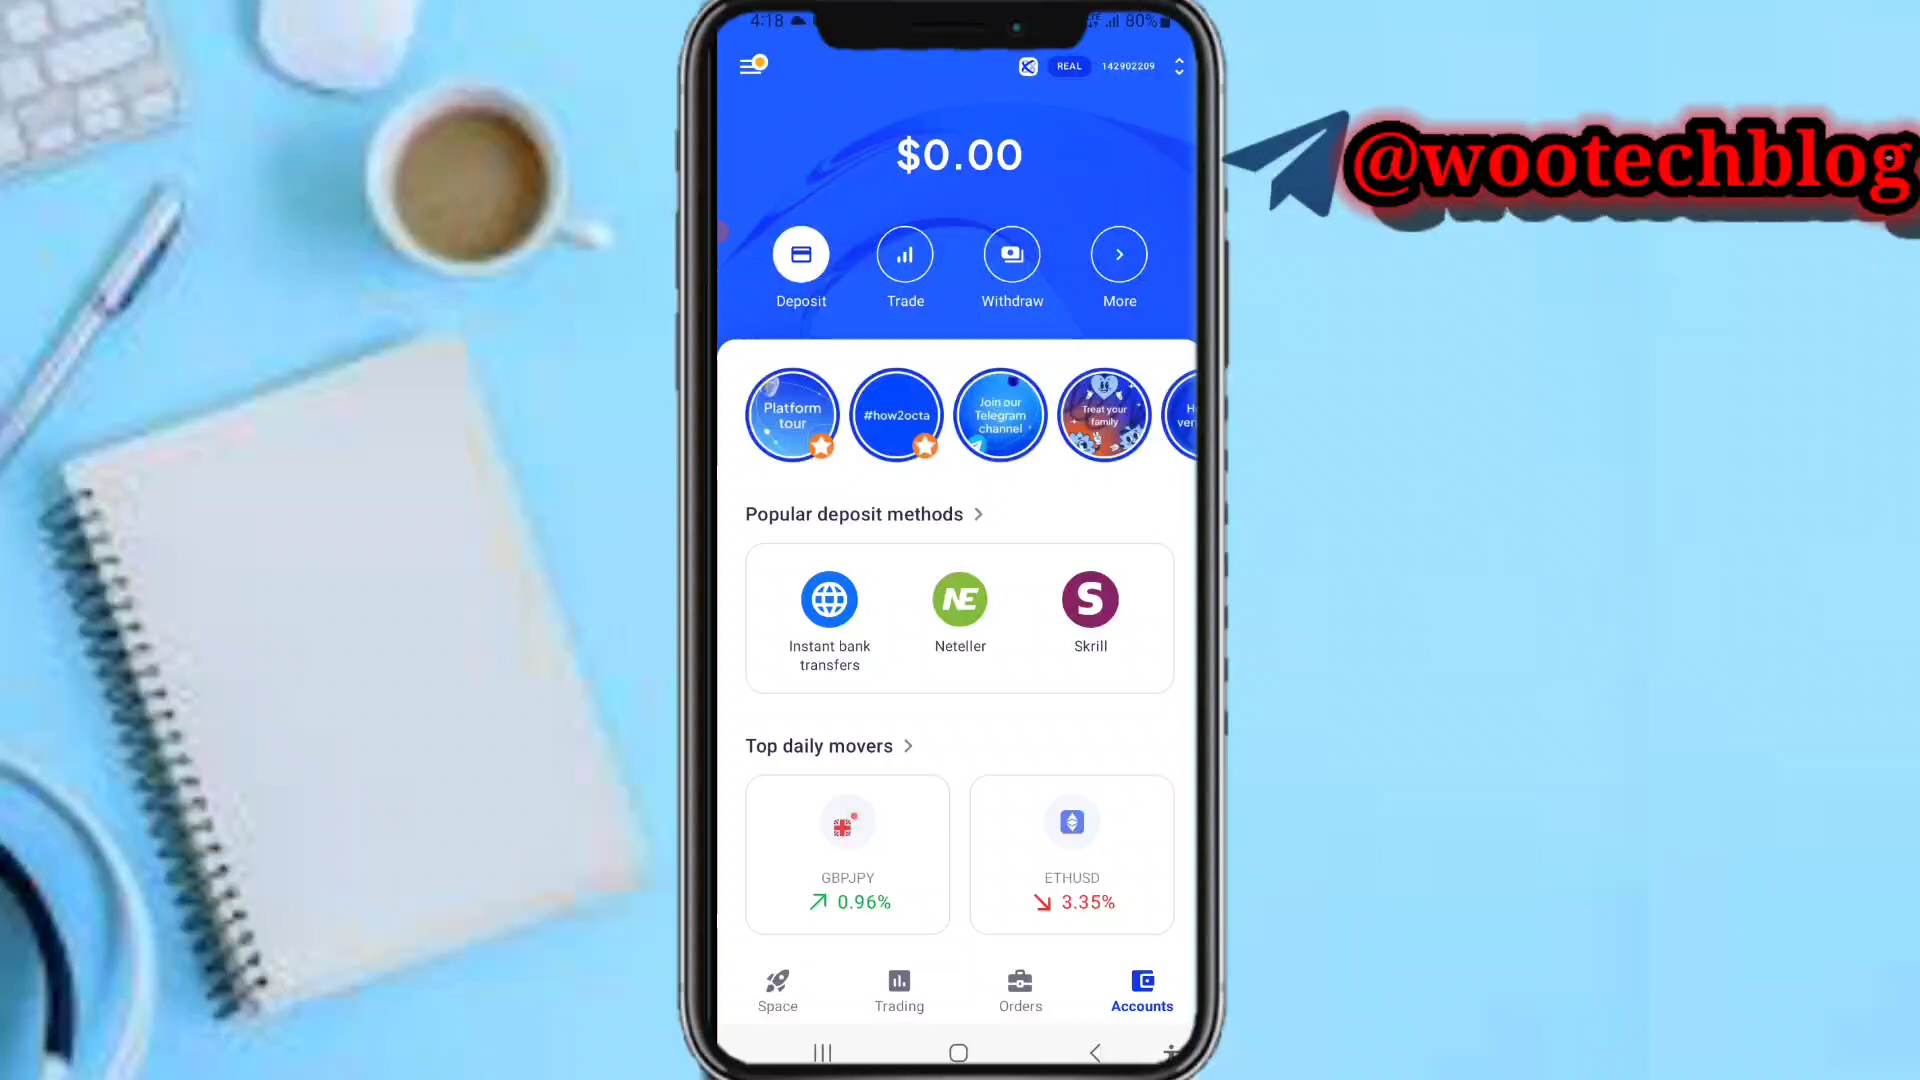 4:18
80%
REAL
142902209
$0.00
Deposit
Trade
Withdraw
More
Platform
tour
#how2octa
Join our
Telegram
channel
Treat your
family
Popular deposit methods
Instant bank
transfers
NE
Neteller
S
Skrill
Top daily movers
GBPJPY
0.96%
ETHUSD
3.35%
Space
Trading
Orders
Accounts
@wootechblog